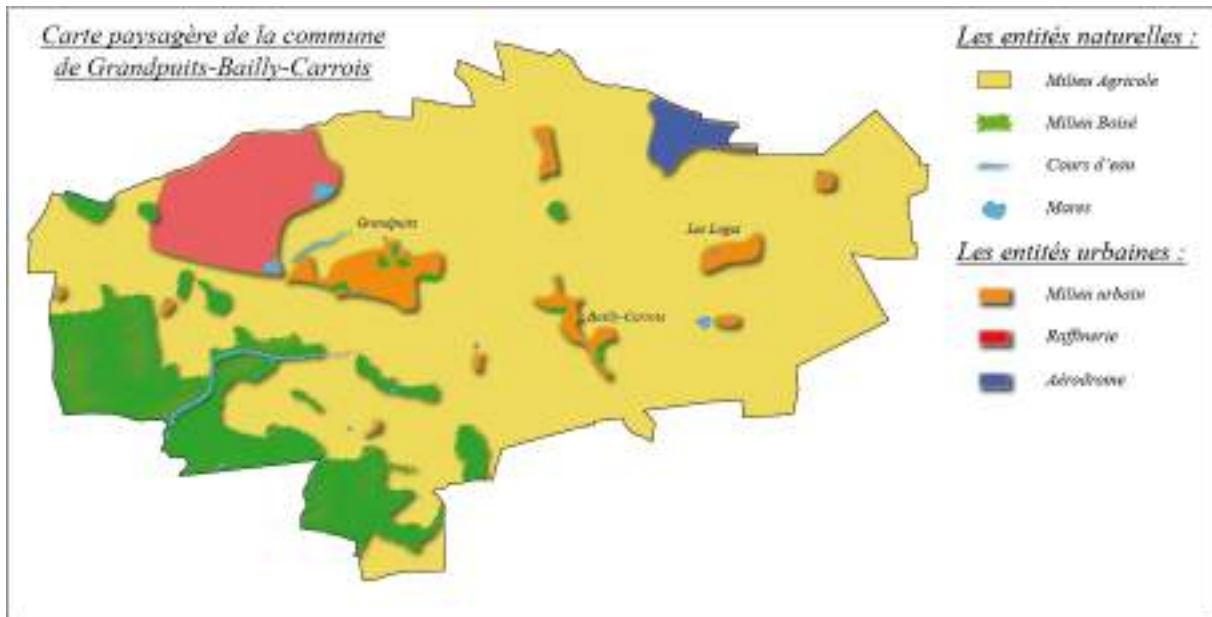 Carte paysagère de la commune
de Grandpuits-Bailly-Carrois
Les entités naturelles :
Milieu Agricole
Milieu Boisé
Cours d'eau
Mares
Grandpuits
Les Loges
Bailly-Carrois
Les entités urbaines :
Milieu urbain
Raffinerie
Aérodrome